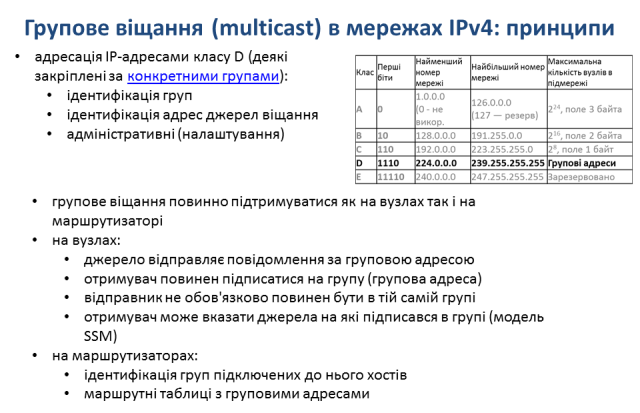 Групове віщання (multicast) в мережах IPv4: принципи
• адресація IP-адресами класу D (деякі
закріплені за конкретними групами):
• ідентифікація груп
• ідентифікація адрес джерел віщання
• адміністративні (налаштування)
Клас Перші біти Найменший номер мережі Найбільший номер мережі Максимальна кількість вузлів в підмережі
A 0 1.0.0.0 (0 - не викор. 126.0.0.0 (127 — резерв) 2²⁴, поле 3 байта
B 10 128.0.0.0 191.255.0.0 2¹⁶, поле 2 байта
C 110 192.0.0.0 223.255.255.0 2⁸, поле 1 байт
D 1110 224.0.0.0 239.255.255.255 Групові адреси
E 11110 240.0.0.0 247.255.255.255 Зарезервовано
• групове віщання повинно підтримуватися як на вузлах так і на
маршрутизаторі
• на вузлах:
• джерело відправляє повідомлення за груповою адресою
• отримувач повинен підписатися на групу (групова адреса)
• відправник не обов'язково повинен бути в тій самій групі
• отримувач може вказати джерела на які підписався в групі (модель
SSM)
• на маршрутизаторах:
• ідентифікація груп підключених до нього хостів
• маршрутні таблиці з груповими адресами